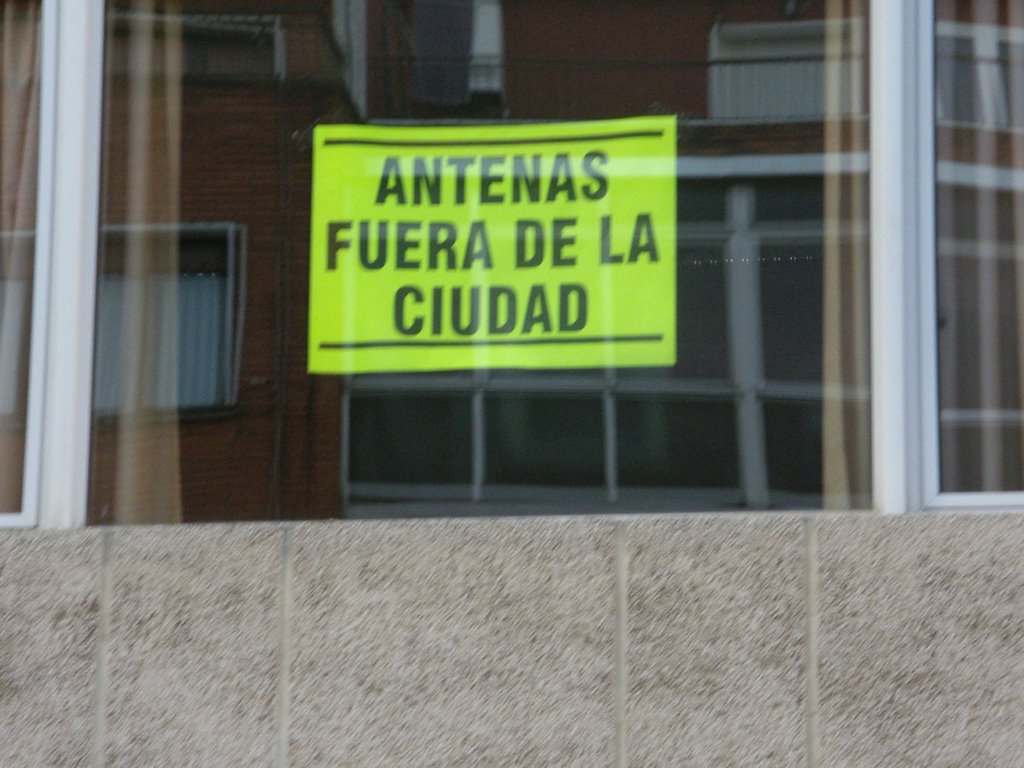 ANTENAS
FUERA DE LA
CIUDAD